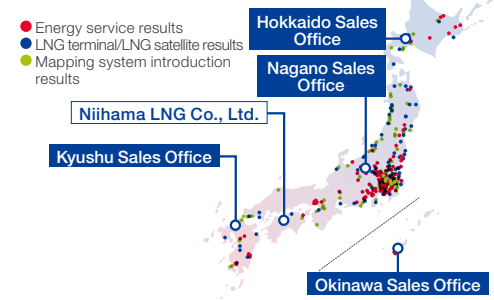 Energy service results
LNG terminal/LNG satellite results
Mapping system introduction
results
Hokkaido Sales
Office
Nagano Sales
Office
Niihama LNG Co., Ltd.
Kyushu Sales Office
Okinawa Sales Office